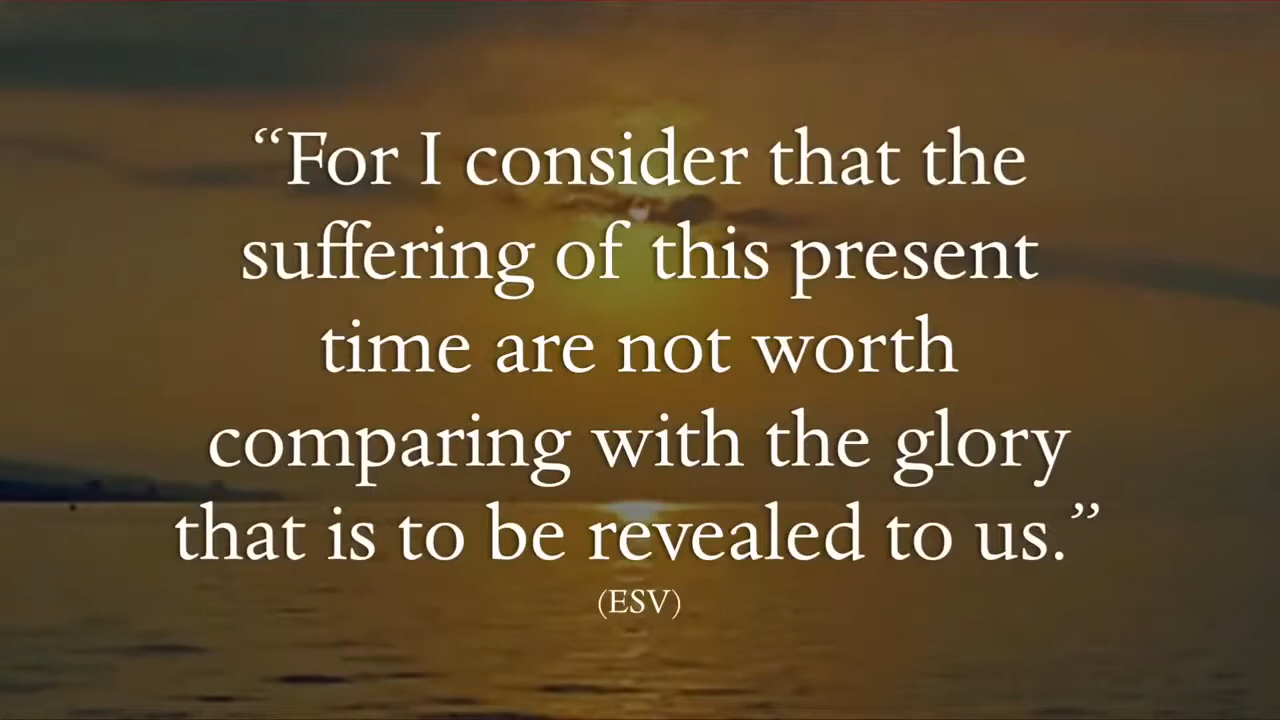 “For I consider that the
suffering of this present
time are not worth
comparing with the glory
that is to be revealed to us.”
(ESV)